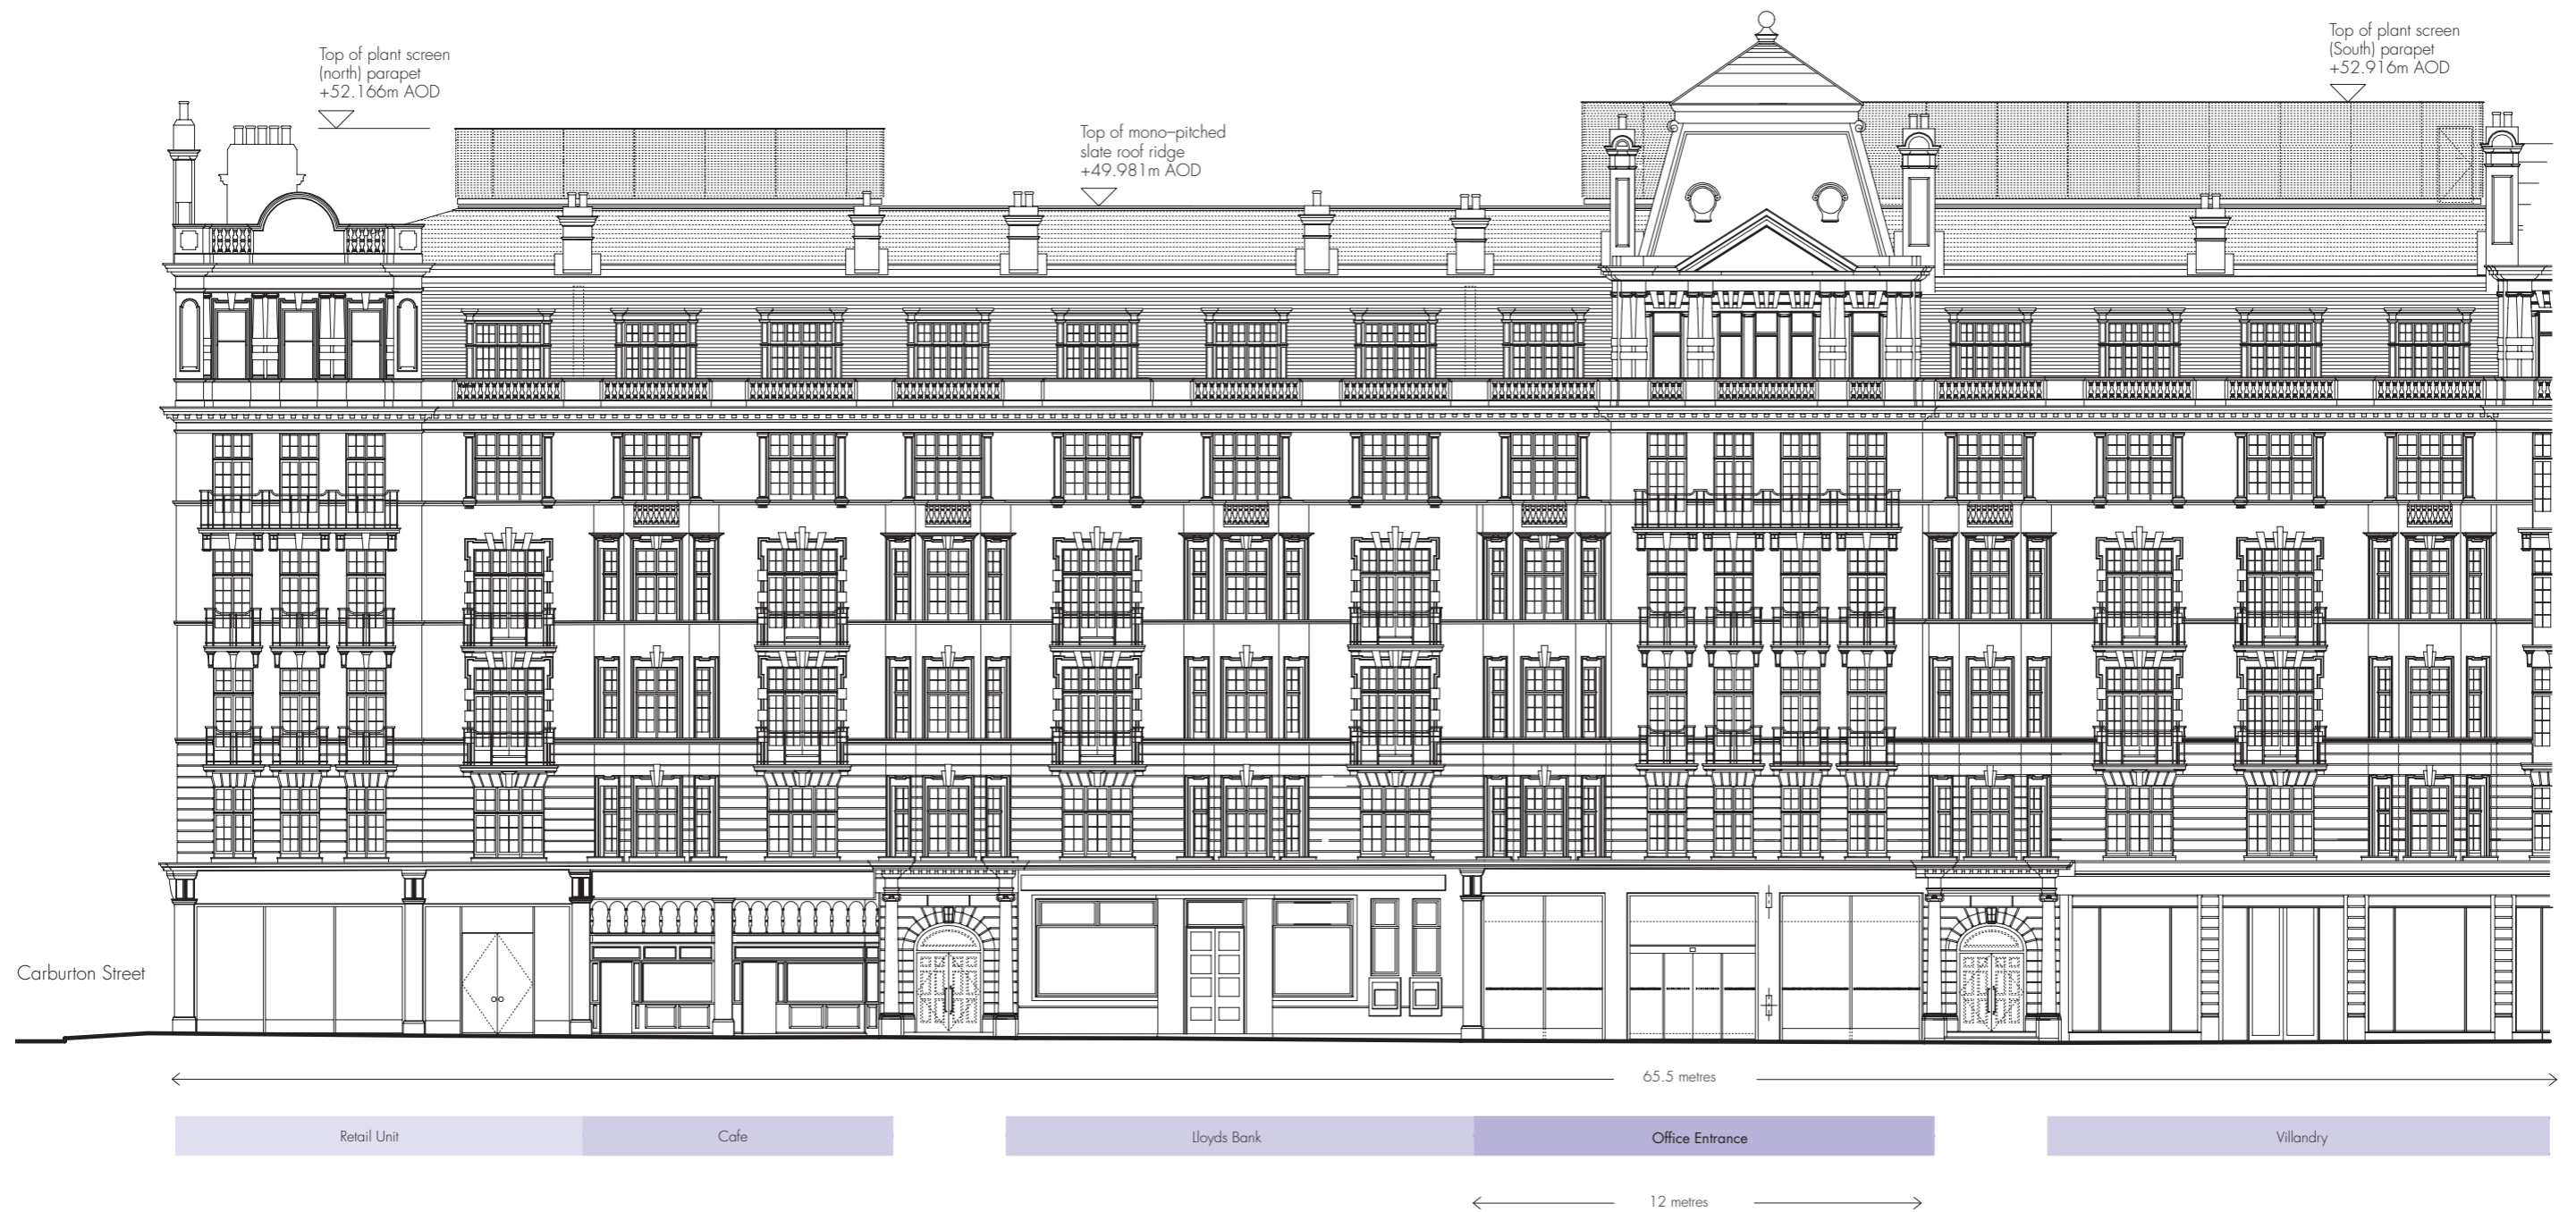 Top of plant screen
(north) parapet
+52.166m AOD
Top of mono-pitched
slate roof ridge
+49.981m AOD
Top of plant screen
(South) parapet
+52.916m AOD
Carburton Street
65.5 metres
Retail Unit
Cafe
Lloyds Bank
Office Entrance
Villandry
12 metres